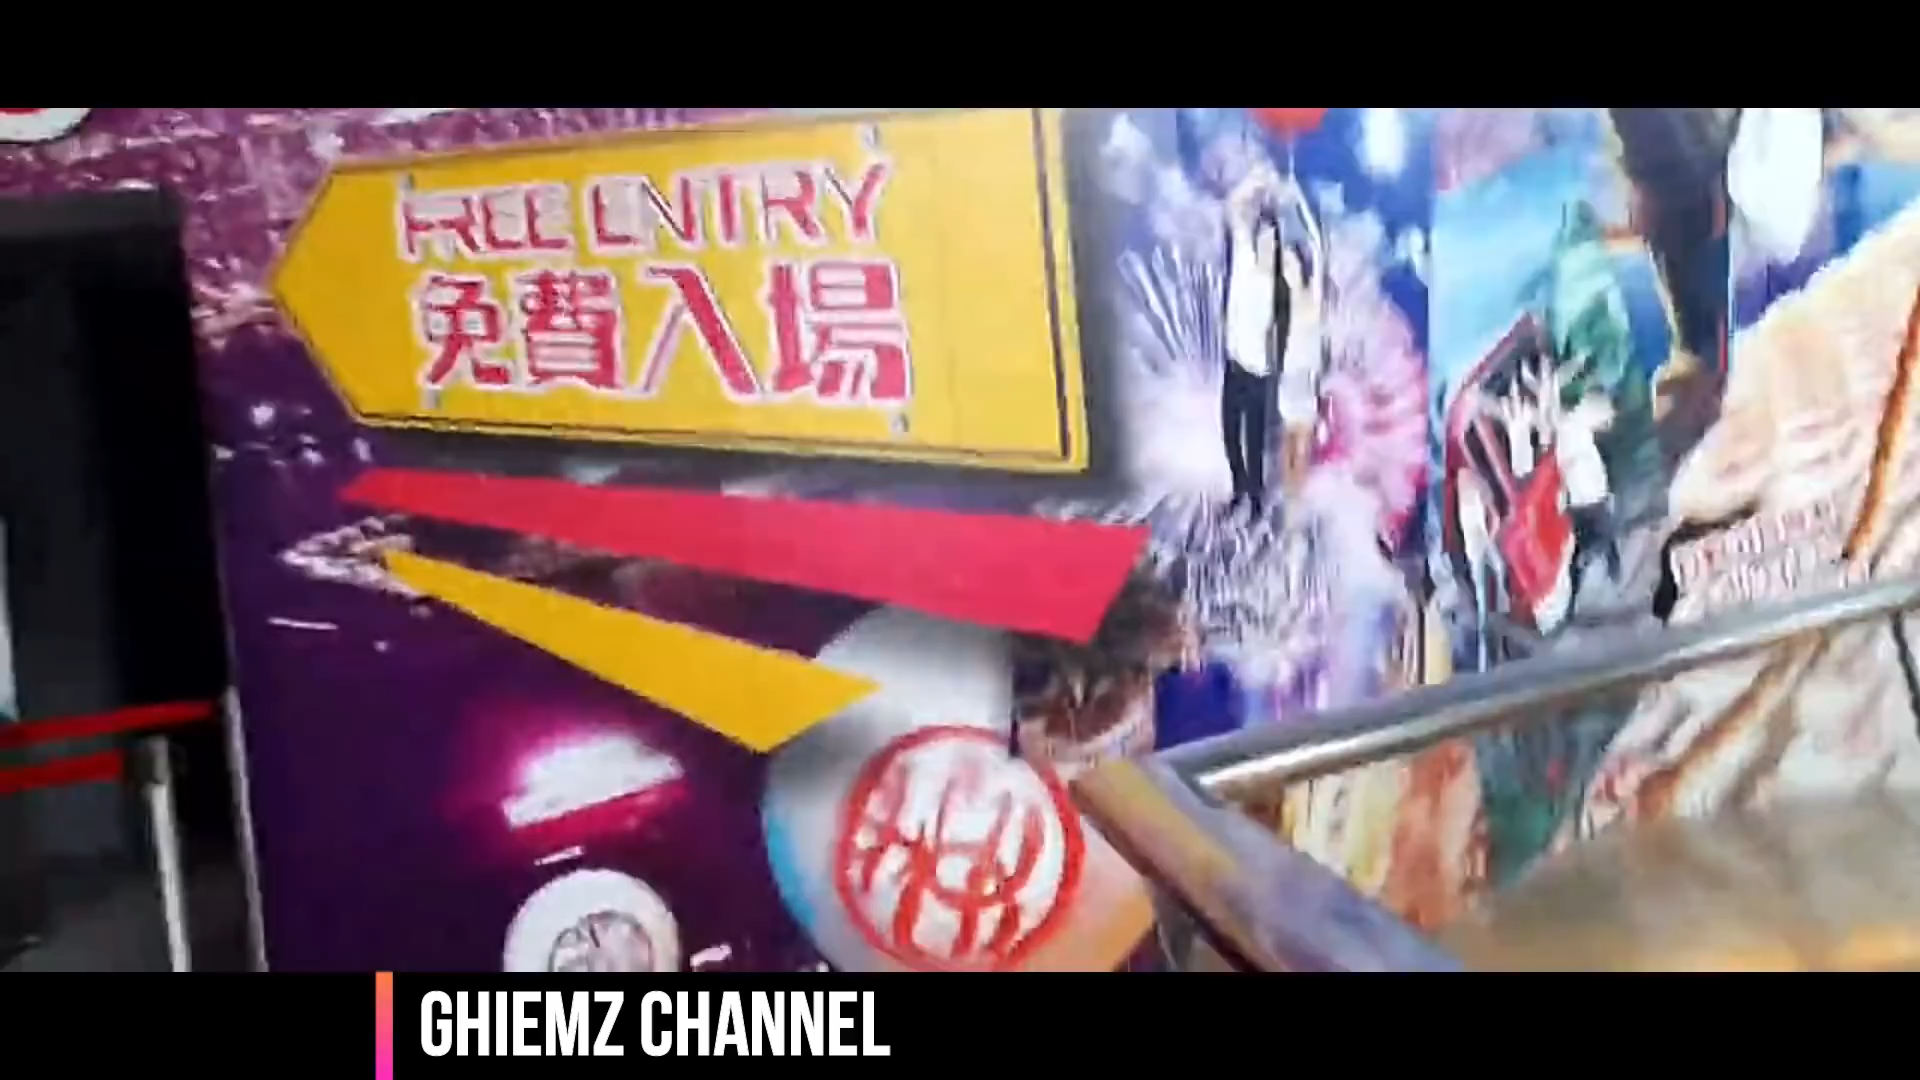 FREE ENTRY
免費入場
GHIEMZ CHANNEL